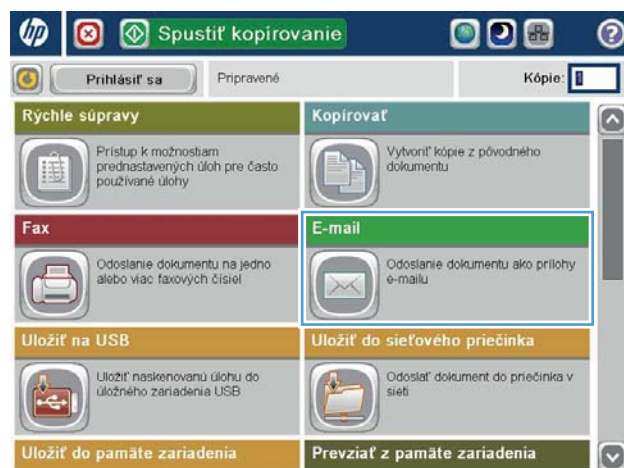 hp
Spustiť kopírovanie
?
Prihlásiť sa
Pripravené
Kópie: 1
Rýchle súpravy
Kopírovať
Prístup k možnostiam
prednastavených úloh pre často
používané úlohy
Vytvoriť kópie z pôvodného
dokumentu
Fax
E-mail
Odoslanie dokumentu na jedno
alebo viac faxových čísiel
Odoslanie dokumentu ako prílohy
e-mailu
Uložiť na USB
Uložiť do sieťového priečinka
Uložiť naskenovanú úlohu do
úložného zariadenia USB
Odoslať dokument do priečinka v
sieti
Uložiť do pamäte zariadenia
Prevziať z pamäte zariadenia